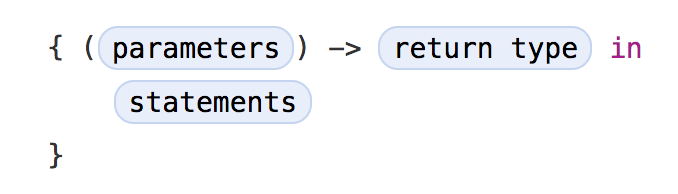 { (parameters) -> return type in
statements
}